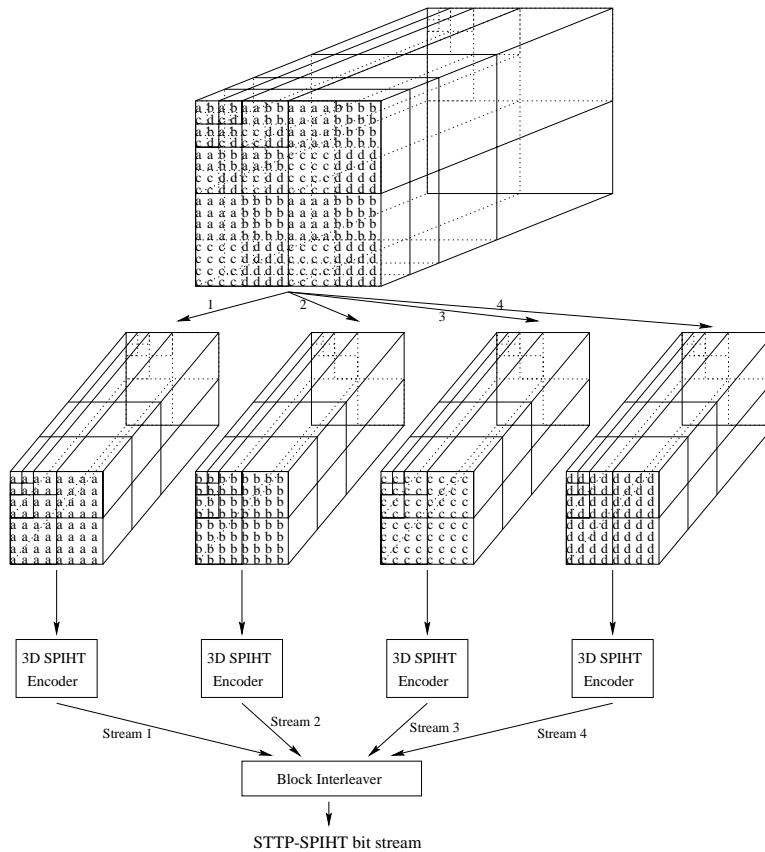 a b a b a a b b a a a a b b b b
c d c d a a b b a a a a b b b b
a b a b c c d d a a a a b b b b
c d c d c c d d a a a a b b b b
a a b b a a b b c c c c d d d d
a a b b a a b b c c c c d d d d
c c d d c c d d c c c c d d d d
c c d d c c d d c c c c d d d d
a a a a b b b b a a a a b b b b
a a a a b b b b a a a a b b b b
a a a a b b b b a a a a b b b b
a a a a b b b b a a a a b b b b
c c c c d d d d c c c c d d d d
c c c c d d d d c c c c d d d d
c c c c d d d d c c c c d d d d
c c c c d d d d c c c c d d d d
1
2
3
4
a a a a a a a a
a a a a a a a a
a a a a a a a a
a a a a a a a a
a a a a a a a a
a a a a a a a a
a a a a a a a a
a a a a a a a a
b b b b b b b b
b b b b b b b b
b b b b b b b b
b b b b b b b b
b b b b b b b b
b b b b b b b b
b b b b b b b b
b b b b b b b b
c c c c c c c c
c c c c c c c c
c c c c c c c c
c c c c c c c c
c c c c c c c c
c c c c c c c c
c c c c c c c c
c c c c c c c c
d d d d d d d d
d d d d d d d d
d d d d d d d d
d d d d d d d d
d d d d d d d d
d d d d d d d d
d d d d d d d d
d d d d d d d d
3D SPIHT
Encoder
3D SPIHT
Encoder
3D SPIHT
Encoder
3D SPIHT
Encoder
Stream 1
Stream 2
Stream 3
Stream 4
Block Interleaver
STTP-SPIHT bit stream